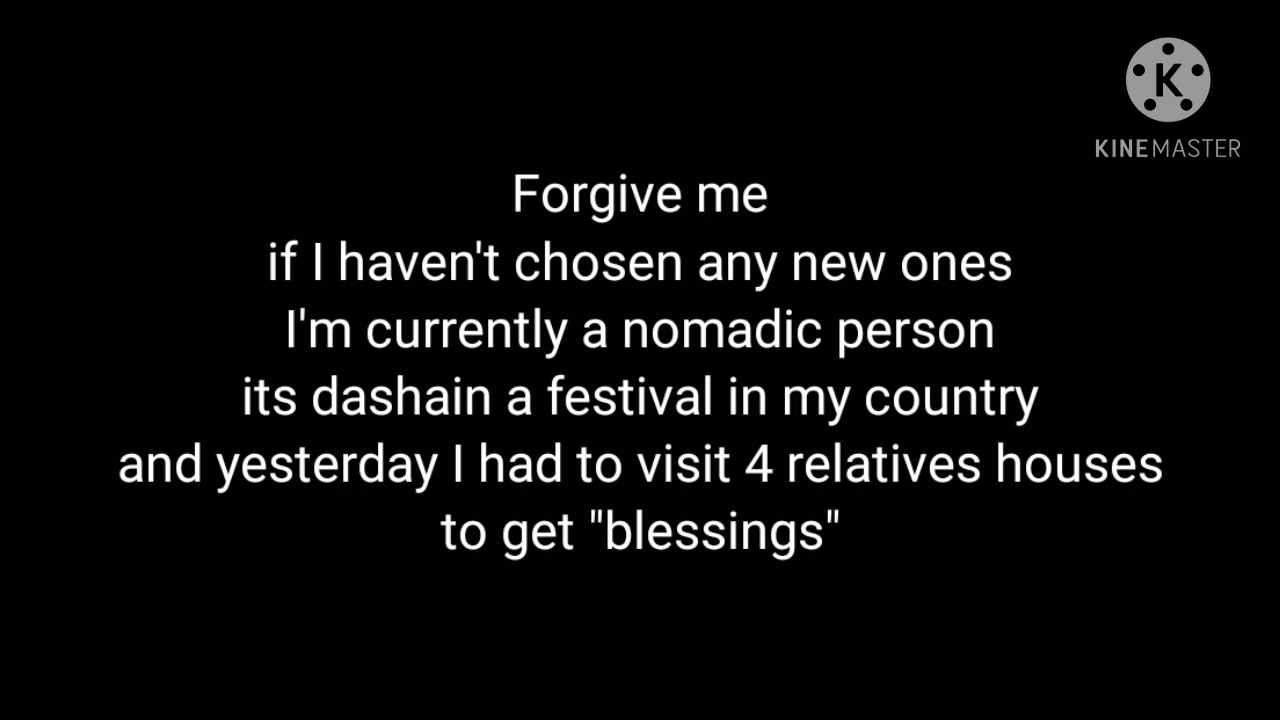 K
KINEMASTER
Forgive me
if I haven't chosen any new ones
I'm currently a nomadic person
its dashain a festival in my country
and yesterday I had to visit 4 relatives houses
to get "blessings"